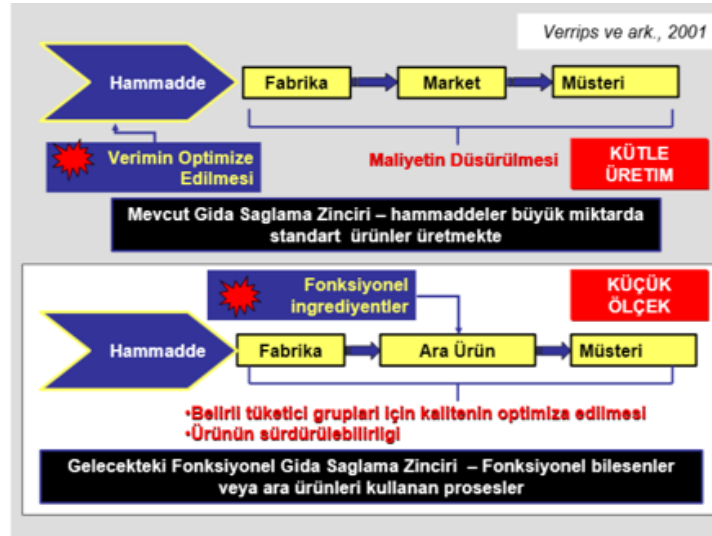 Verrips ve ark., 2001
Hammadde
Fabrika
Market
Müsteri
Verimin Optimize
Edilmesi
Maliyetin Düsürülmesi
KÜTLE
ÜRETIM
Mevcut Gida Saglama Zinciri – hammaddeler büyük miktarda
standart ürünler üretmekte
Fonksiyonel
ingrediyentler
KÜÇÜK
ÖLÇEK
Hammadde
Fabrika
Ara Ürün
Müsteri
•Belirli tüketici gruplari için kalitenin optimiza edilmesi
•Ürünün sürdürülebilirligi
Gelecekteki Fonksiyonel Gida Saglama Zinciri – Fonksiyonel bilesenler
veya ara ürünleri kullanan prosesler